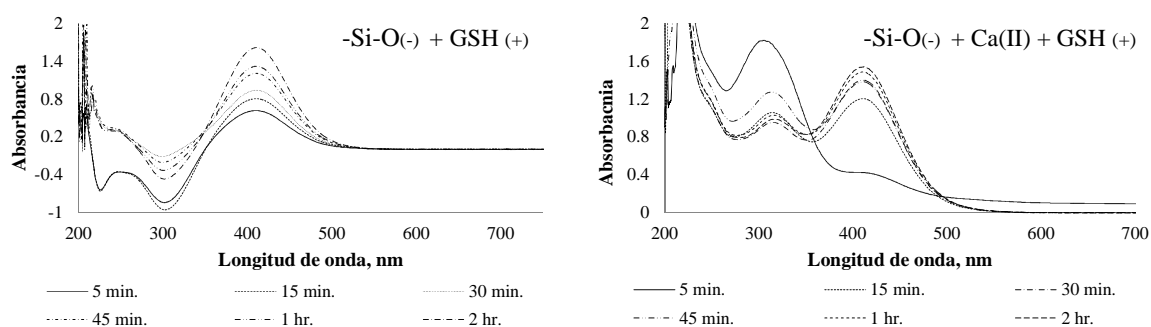 -Si-O(-) + GSH (+)
Absorbancia
2
1.4
0.8
0.2
-0.4
-1
200 300 400 500 600 700
Longitud de onda, nm
5 min. 15 min. 30 min.
45 min. 1 hr. 2 hr.
-Si-O(-) + Ca(II) + GSH (+)
Absorbacnia
2
1.6
1.2
0.8
0.4
0
200 300 400 500 600 700
Longitud de onda, nm
5 min. 15 min. 30 min.
45 min. 1 hr. 2 hr.